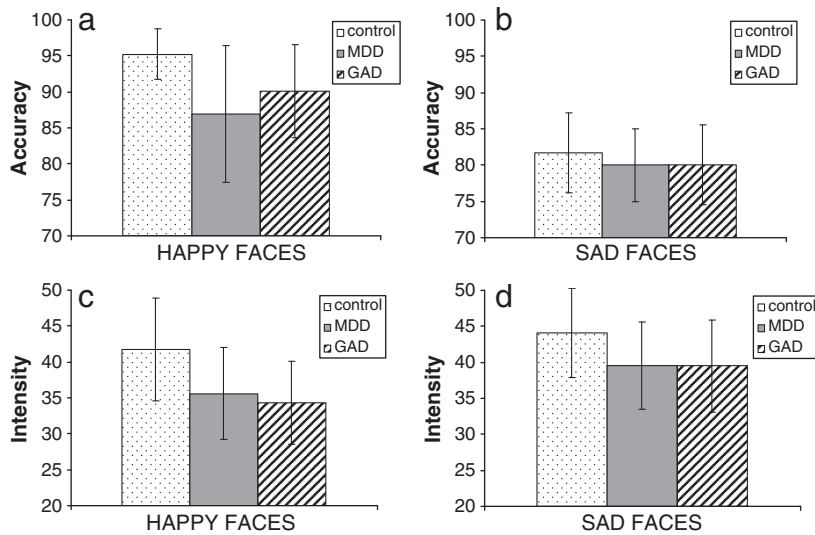 a
control
MDD
GAD
Accuracy
100
95
90
85
80
75
70
HAPPY FACES
b
control
MDD
GAD
Accuracy
100
95
90
85
80
75
70
SAD FACES
c
control
MDD
GAD
Intensity
50
45
40
35
30
25
20
HAPPY FACES
d
control
MDD
GAD
Intensity
50
45
40
35
30
25
20
SAD FACES